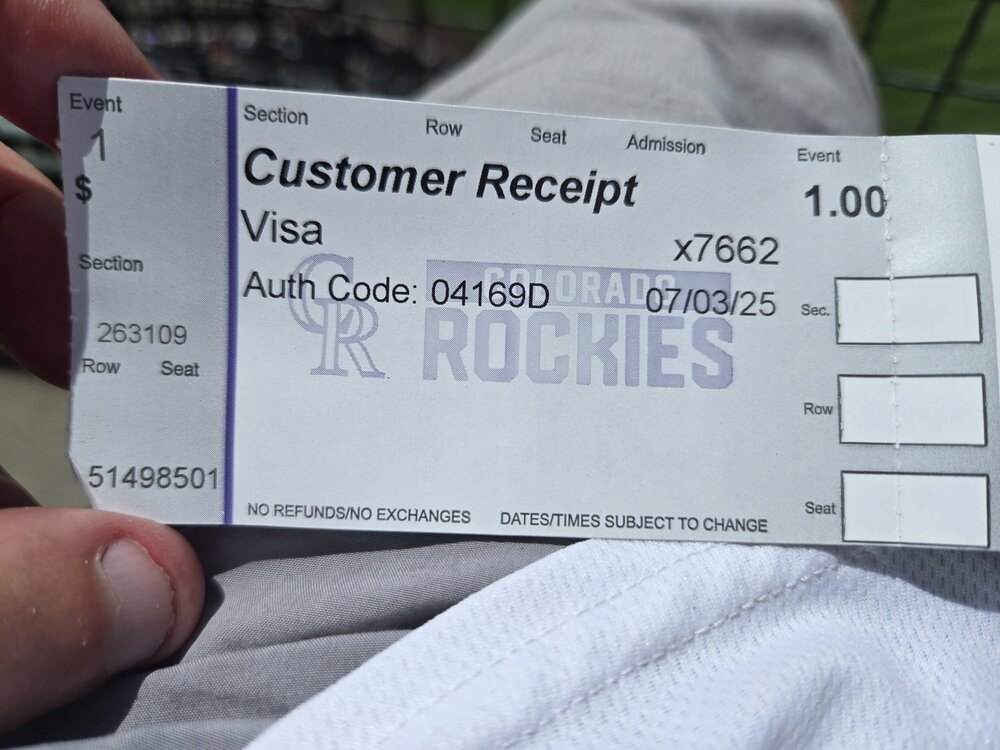 Event
1
$
Section
263109
Row Seat
51498501
Section Row Seat Admission Event
Customer Receipt 1.00
Visa x7662
Auth Code: 04169D 07/03/25
CR
COLORADO
ROCKIES
Sec.
Row
Seat
NO REFUNDS/NO EXCHANGES DATES/TIMES SUBJECT TO CHANGE